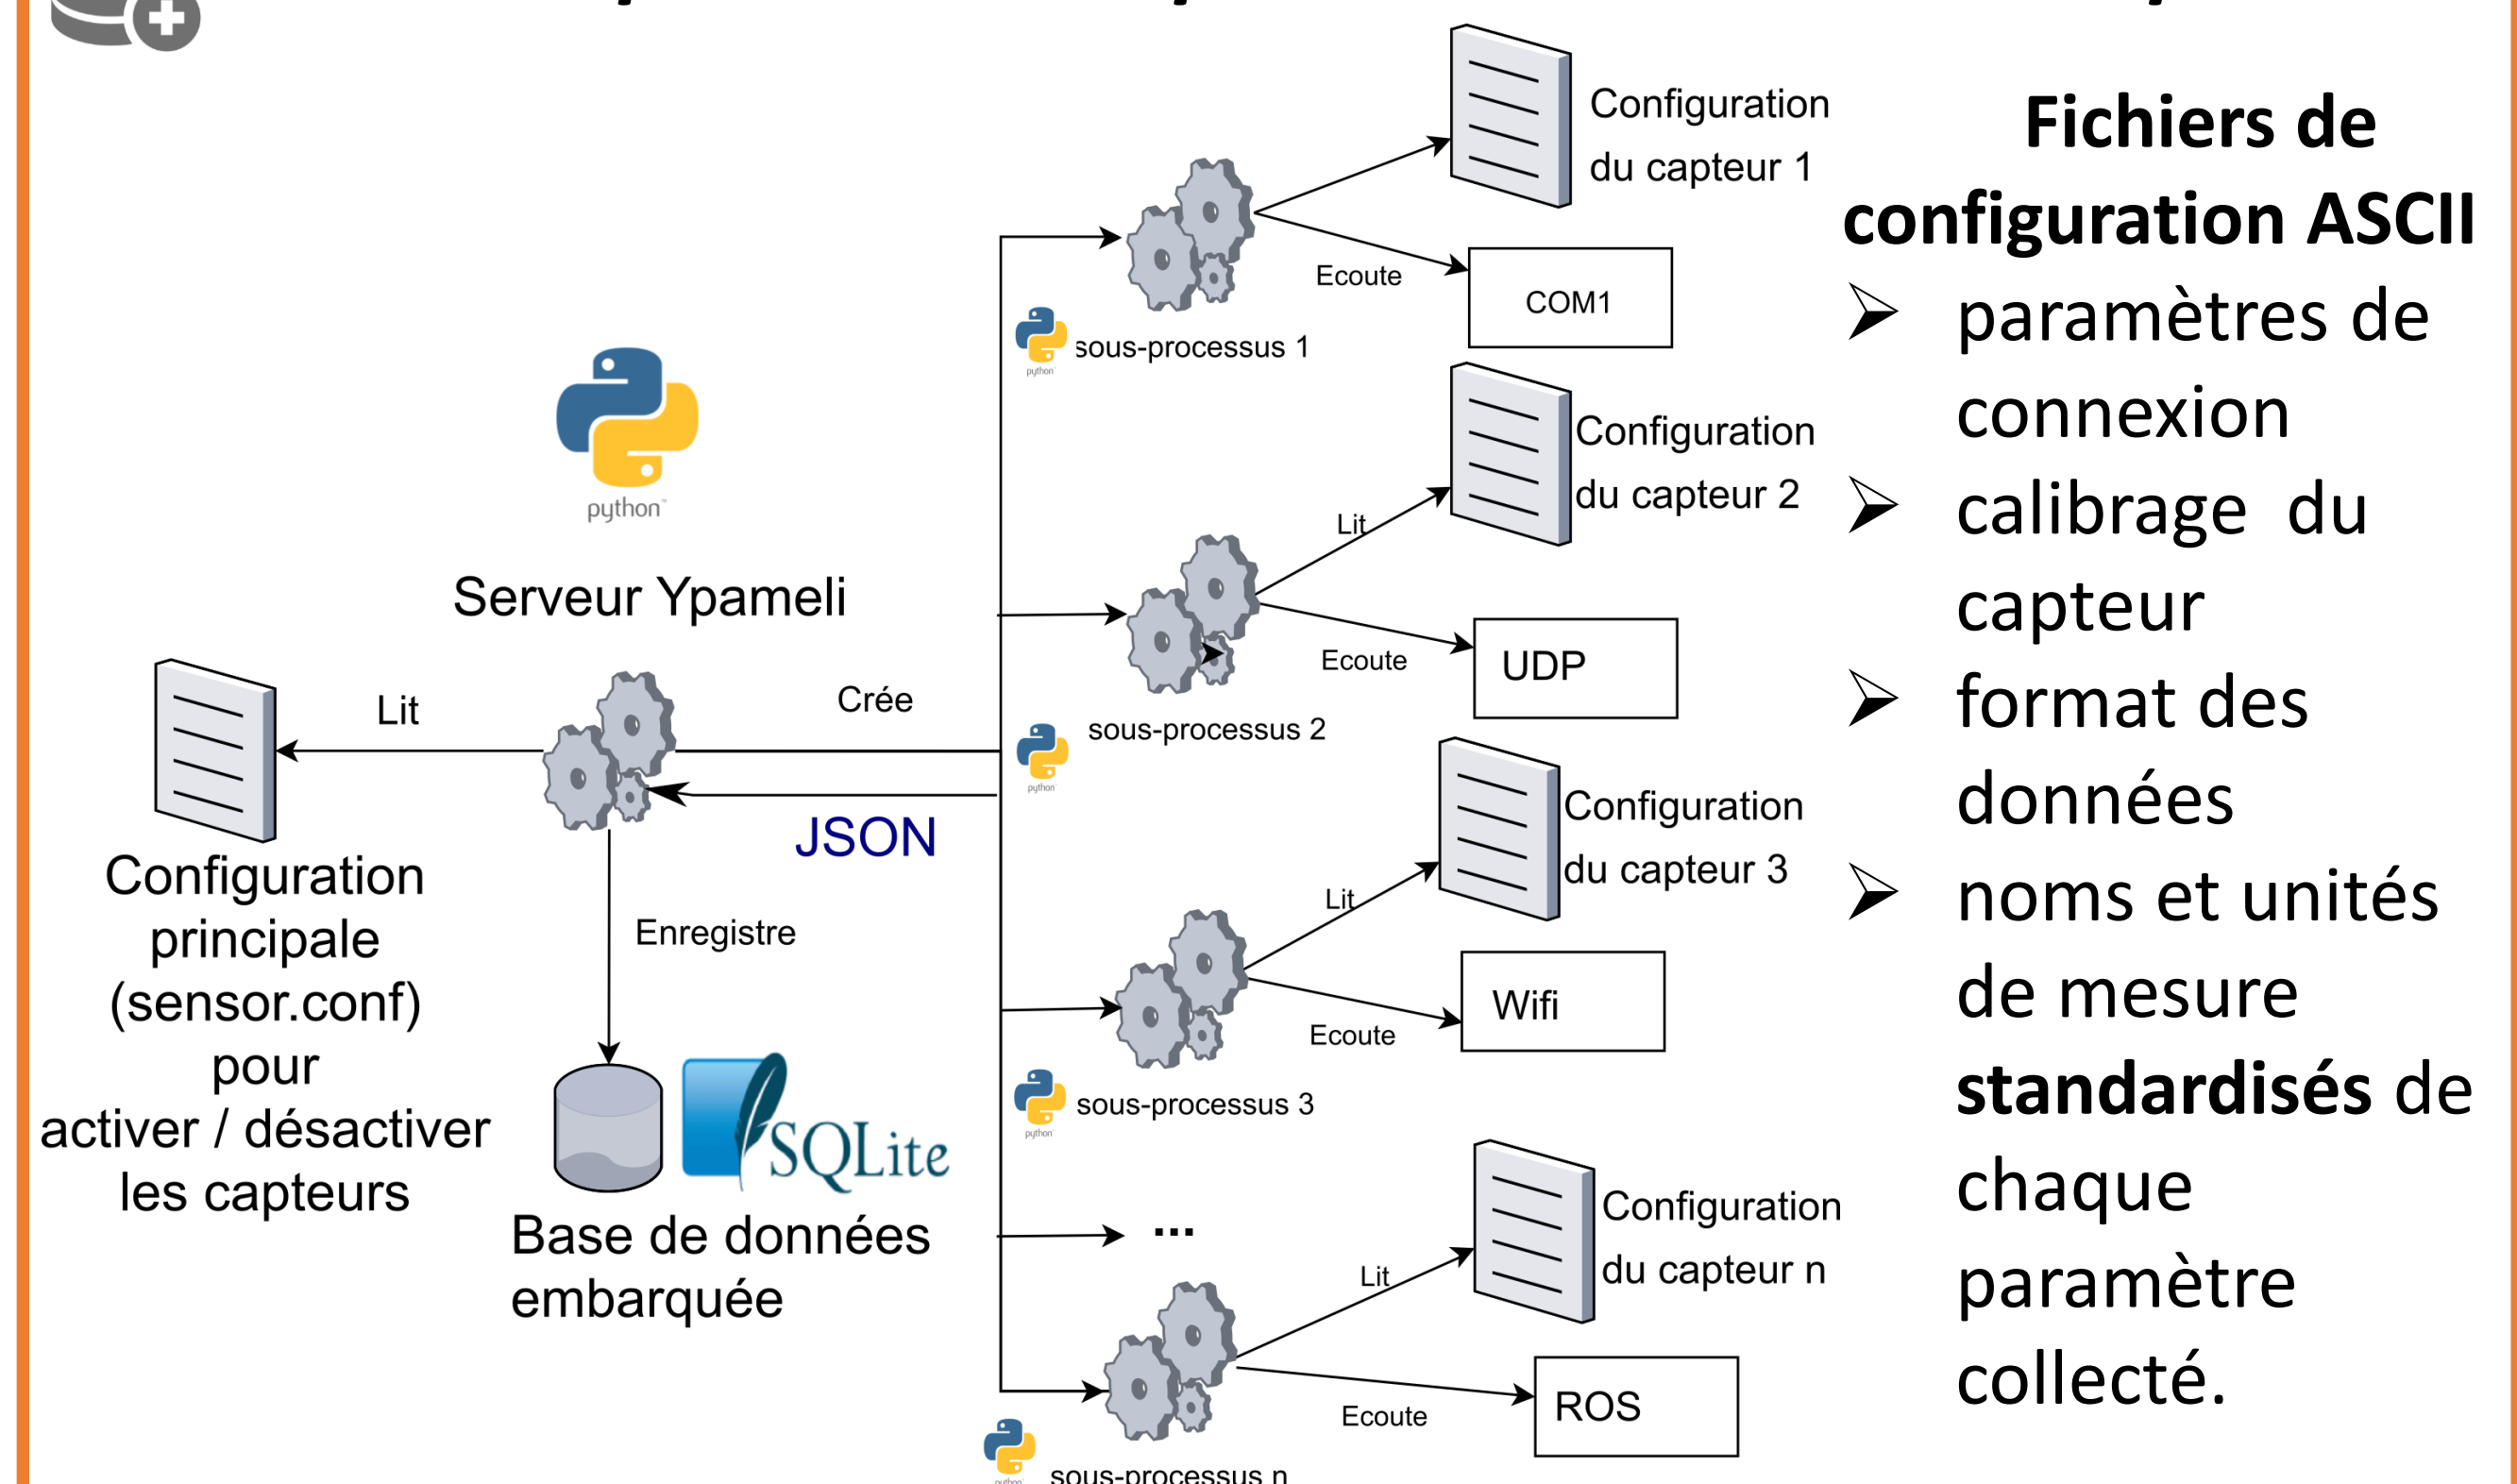 Configuration
du capteur 1
Ecoute
COM1
python
sous-processus 1
Configuration
du capteur 2
Lit
Ecoute
UDP
python
sous-processus 2
python™
Serveur Ypameli
Lit
Crée
JSON
Enregistre
Configuration
principale
(sensor.conf)
pour
activer / désactiver
les capteurs
SQLite
Base de données
embarquée
Configuration
du capteur 3
Lit
Ecoute
Wifi
python
sous-processus 3
...
Configuration
du capteur n
Lit
Ecoute
ROS
python
sous-processus n
Fichiers de
configuration ASCII
➢ paramètres de
connexion
➢ calibrage du
capteur
➢ format des
données
➢ noms et unités
de mesure
standardisés de
chaque
paramètre
collecté.